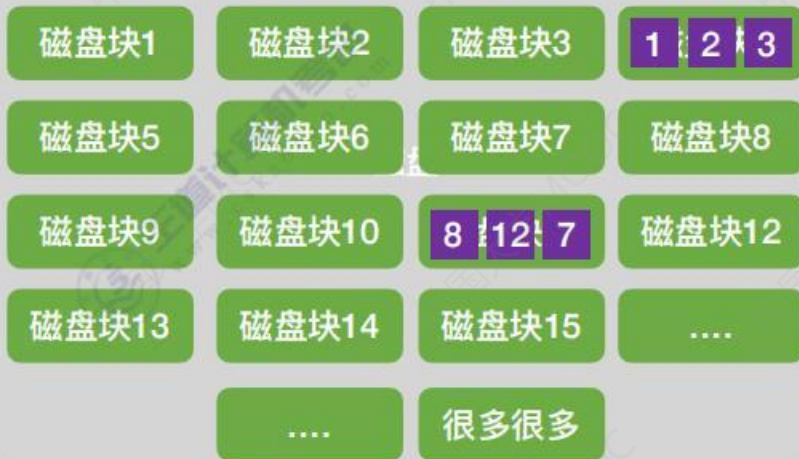 磁盘块1 磁盘块2 磁盘块3 1 2 3
磁盘块5 磁盘块6 磁盘块7 磁盘块8
磁盘块9 磁盘块10 8 12 7 磁盘块12
磁盘块13 磁盘块14 磁盘块15 ....
.... 很多很多